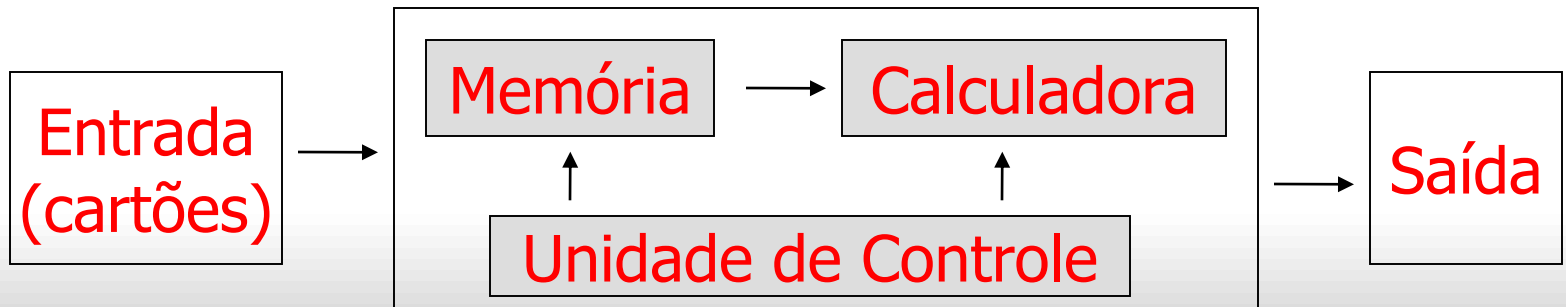 Entrada
(cartões)
Memória
Calculadora
Unidade de Controle
Saída